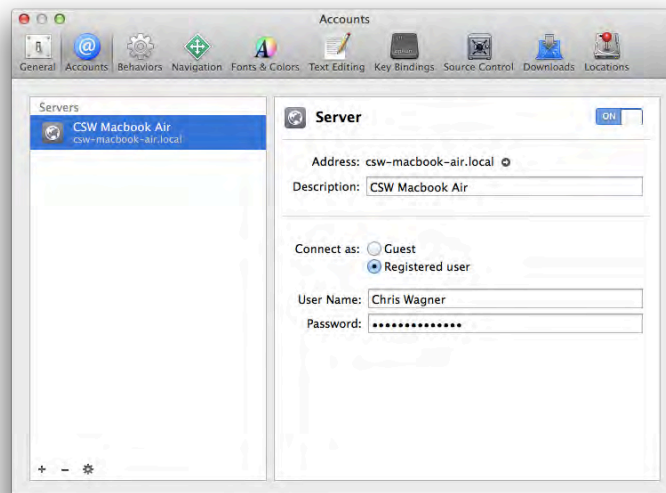 Accounts
General Accounts Behaviors Navigation Fonts & Colors Text Editing Key Bindings Source Control Downloads Locations
Servers
CSW Macbook Air
csw-macbook-air.local
Server
ON
Address: csw-macbook-air.local
Description: CSW Macbook Air
Connect as: Guest
Registered user
User Name: Chris Wagner
Password: ••••••••••••••